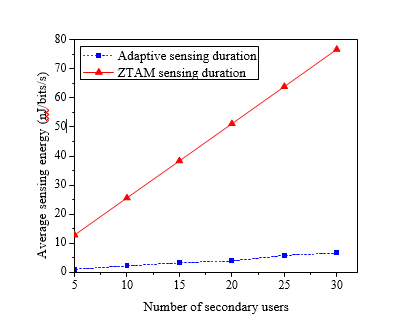 80
70
60
50
40
30
20
10
0
Average sensing energy (nJ/bits/s)
Adaptive sensing duration
ZTAM sensing duration
5 10 15 20 25 30
Number of secondary users